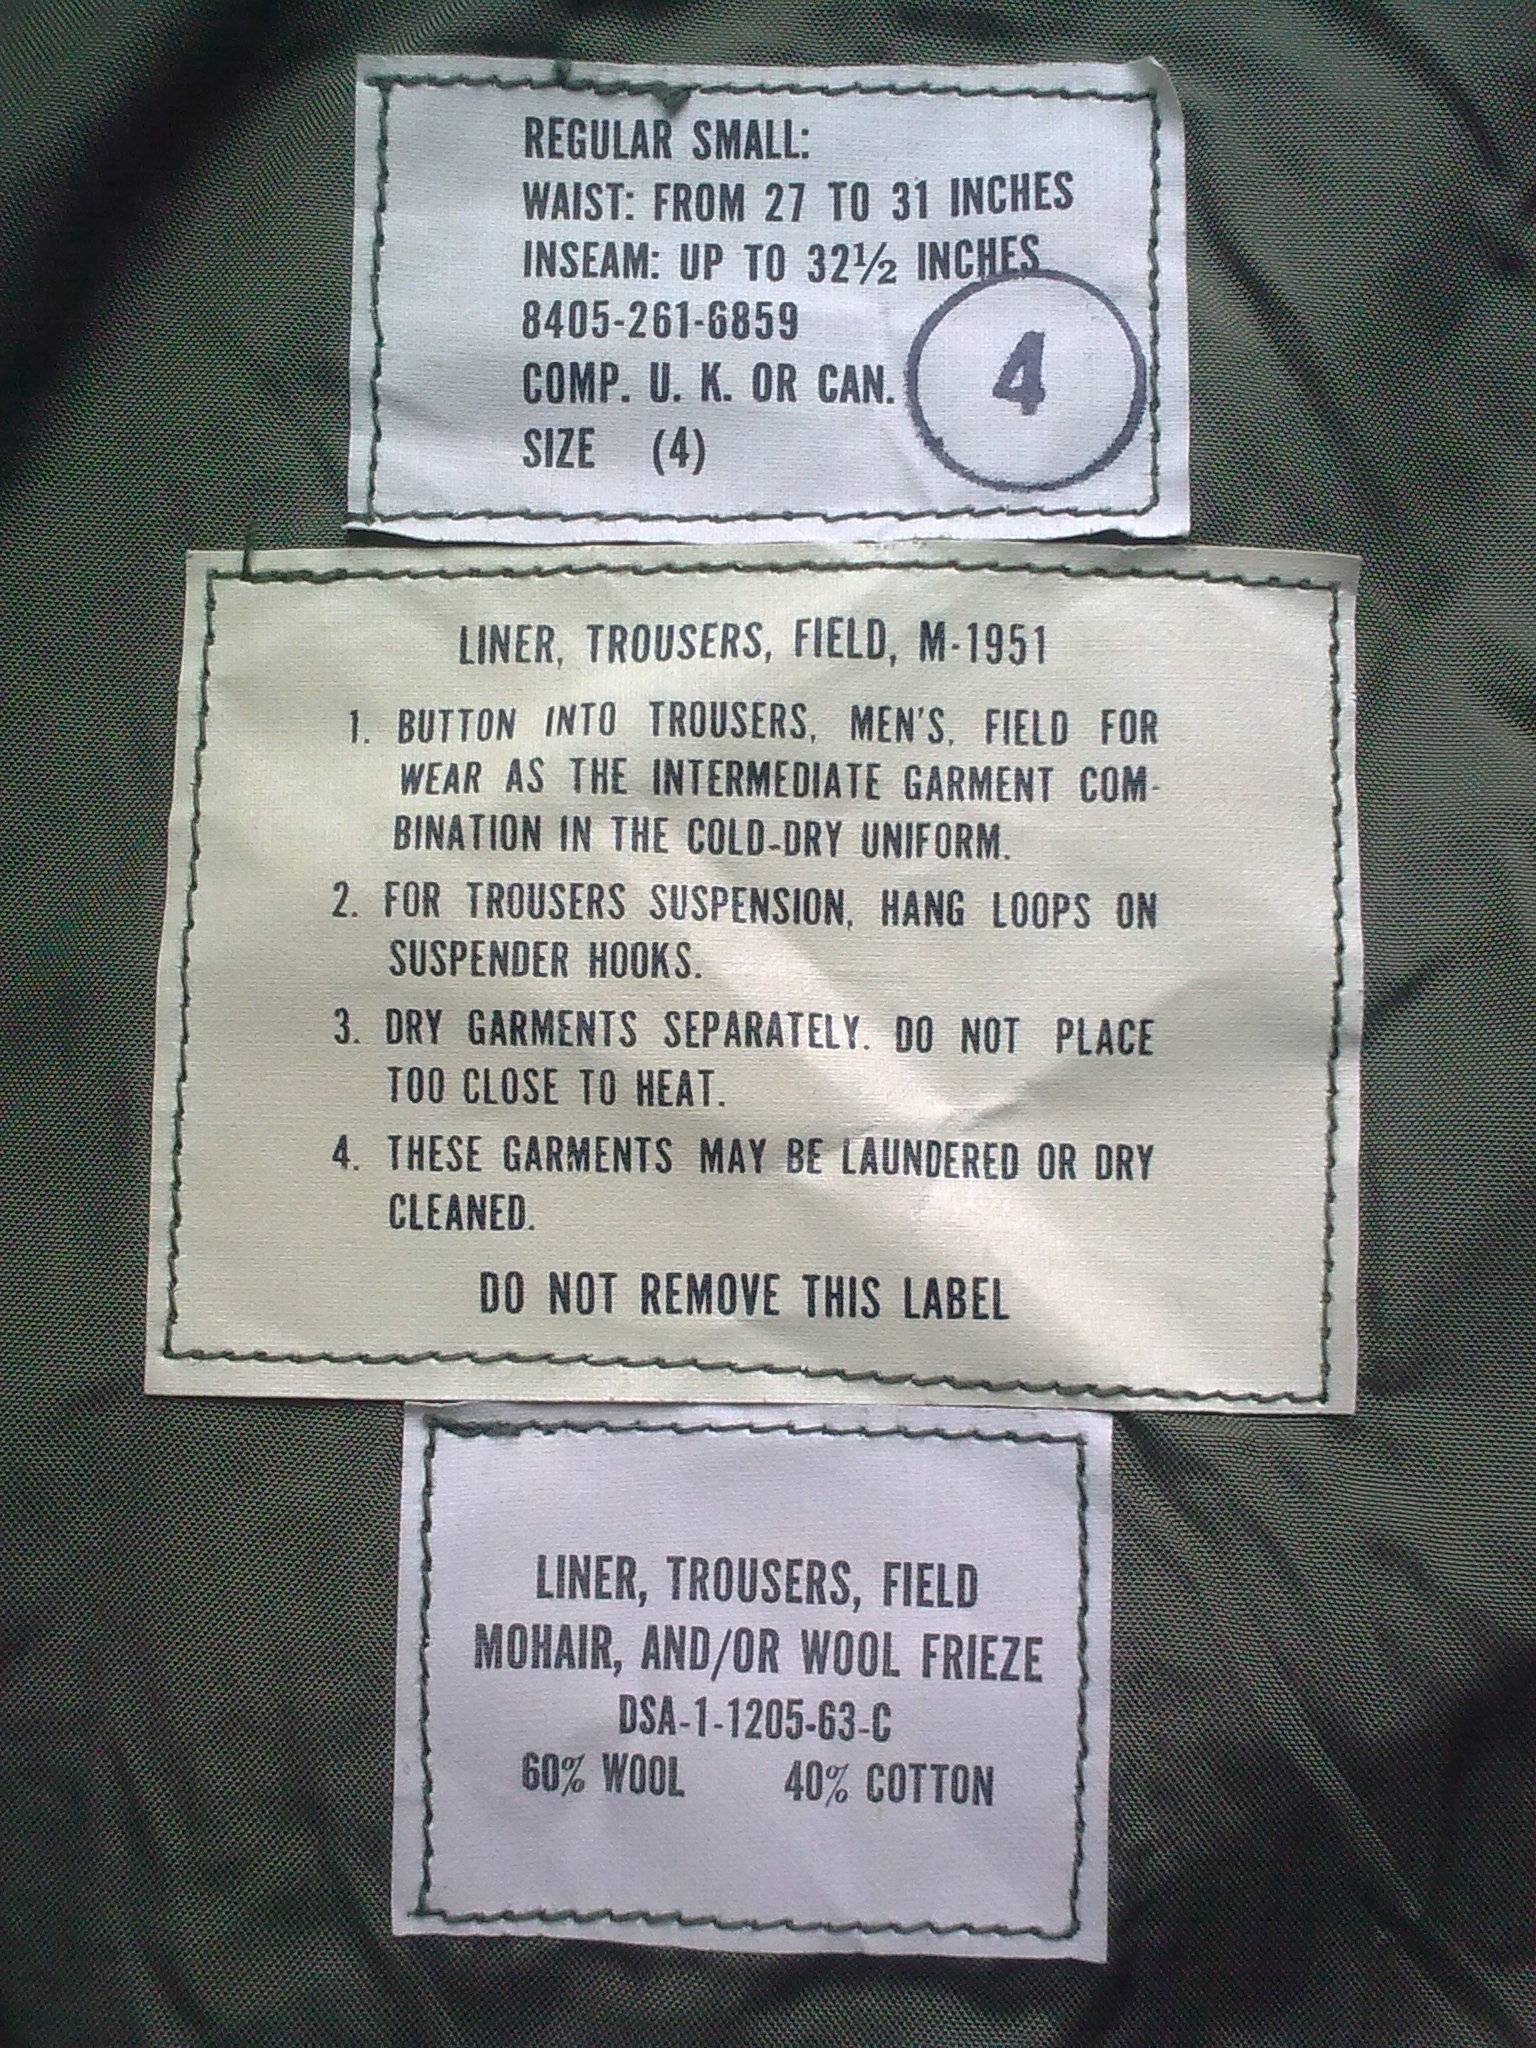 REGULAR SMALL:
WAIST: FROM 27 TO 31 INCHES
INSEAM: UP TO 32½ INCHES
8405-261-6859
COMP. U. K. OR CAN.
SIZE (4)
4
LINER, TROUSERS, FIELD, M-1951
1. BUTTON INTO TROUSERS, MEN'S, FIELD FOR
WEAR AS THE INTERMEDIATE GARMENT COM-
BINATION IN THE COLD-DRY UNIFORM.
2. FOR TROUSERS SUSPENSION, HANG LOOPS ON
SUSPENDER HOOKS.
3. DRY GARMENTS SEPARATELY. DO NOT PLACE
TOO CLOSE TO HEAT.
4. THESE GARMENTS MAY BE LAUNDERED OR DRY
CLEANED.
DO NOT REMOVE THIS LABEL
LINER, TROUSERS, FIELD
MOHAIR, AND/OR WOOL FRIEZE
DSA-1-1205-63-C
60% WOOL 40% COTTON